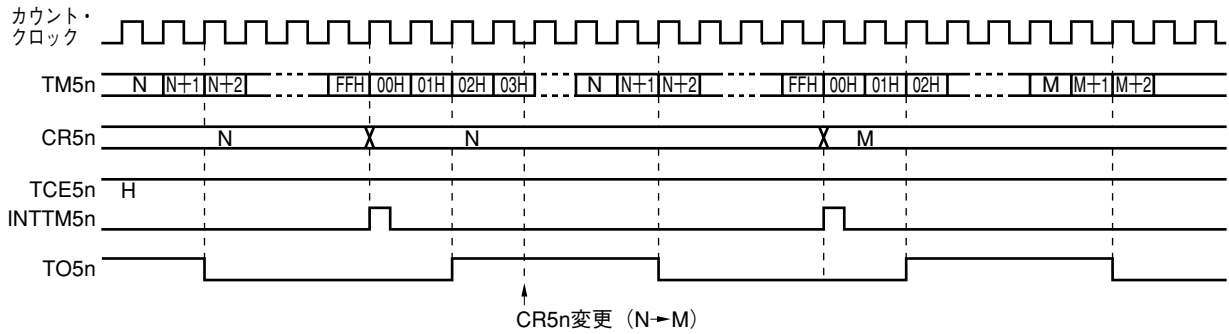 カウント・
クロック
TM5n N N+1 N+2 FFH 00H 01H 02H 03H N N+1 N+2 FFH 00H 01H 02H M M+1 M+2
CR5n N N M
TCE5n H
INTTM5n
TO5n
CR5n変更（N→M）